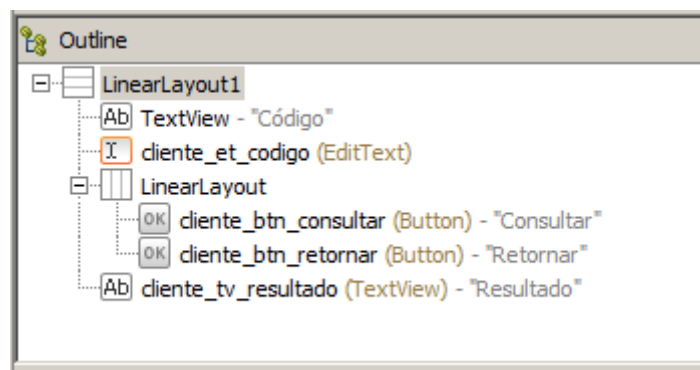 Outline
LinearLayout1
Ab TextView - "Código"
cliente_et_codigo (EditText)
LinearLayout
OK cliente_btn_consultar (Button) - "Consultar"
OK cliente_btn_retornar (Button) - "Retornar"
Ab cliente_tv_resultado (TextView) - "Resultado"